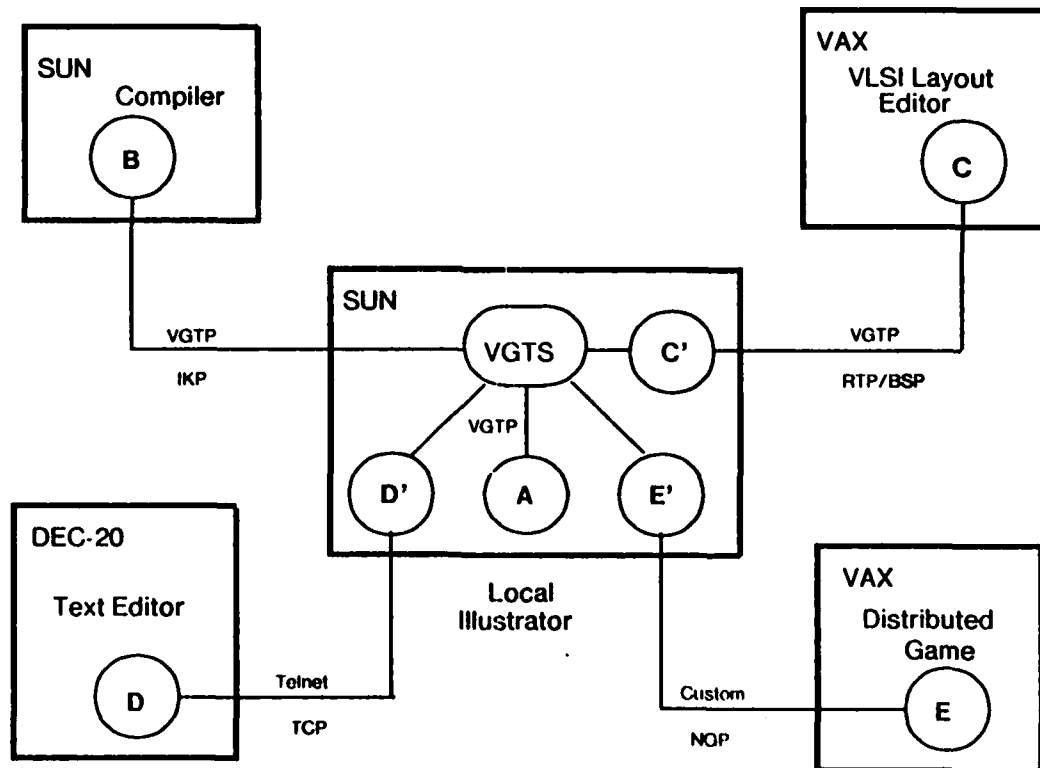 SUN
Compiler
B
VAX
VLSI Layout
Editor
C
VGTP
IKP
SUN
VGTS
C'
VGTP
D'
A
E'
VGTP
RTP/BSP
Local
Illustrator
DEC-20
Text Editor
D
Telnet
TCP
VAX
Distributed
Game
E
Custom
NGP